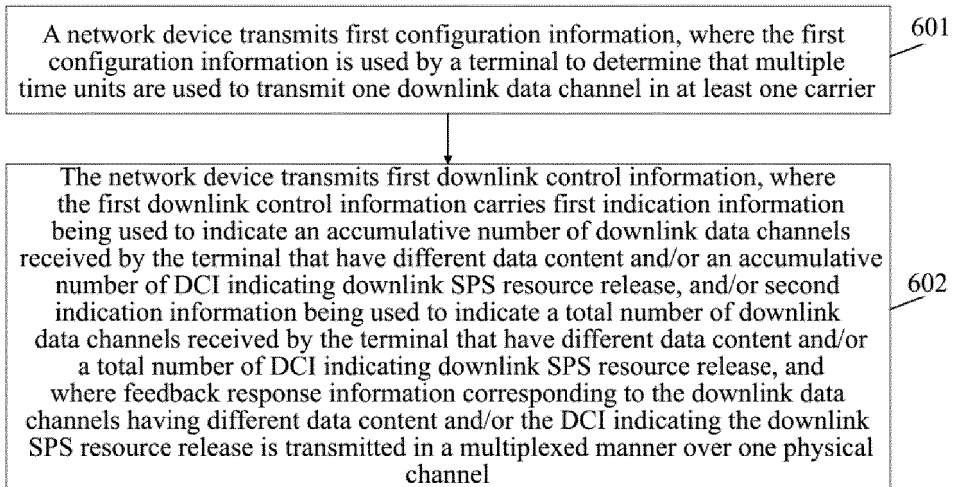 A network device transmits first configuration information, where the first
configuration information is used by a terminal to determine that multiple
time units are used to transmit one downlink data channel in at least one carrier
601
The network device transmits first downlink control information, where
the first downlink control information carries first indication information
being used to indicate an accumulative number of downlink data channels
received by the terminal that have different data content and/or an accumulative
number of DCI indicating downlink SPS resource release, and/or second
indication information being used to indicate a total number of downlink
data channels received by the terminal that have different data content and/or
a total number of DCI indicating downlink SPS resource release, and
where feedback response information corresponding to the downlink data
channels having different data content and/or the DCI indicating the downlink
SPS resource release is transmitted in a multiplexed manner over one physical
channel
602